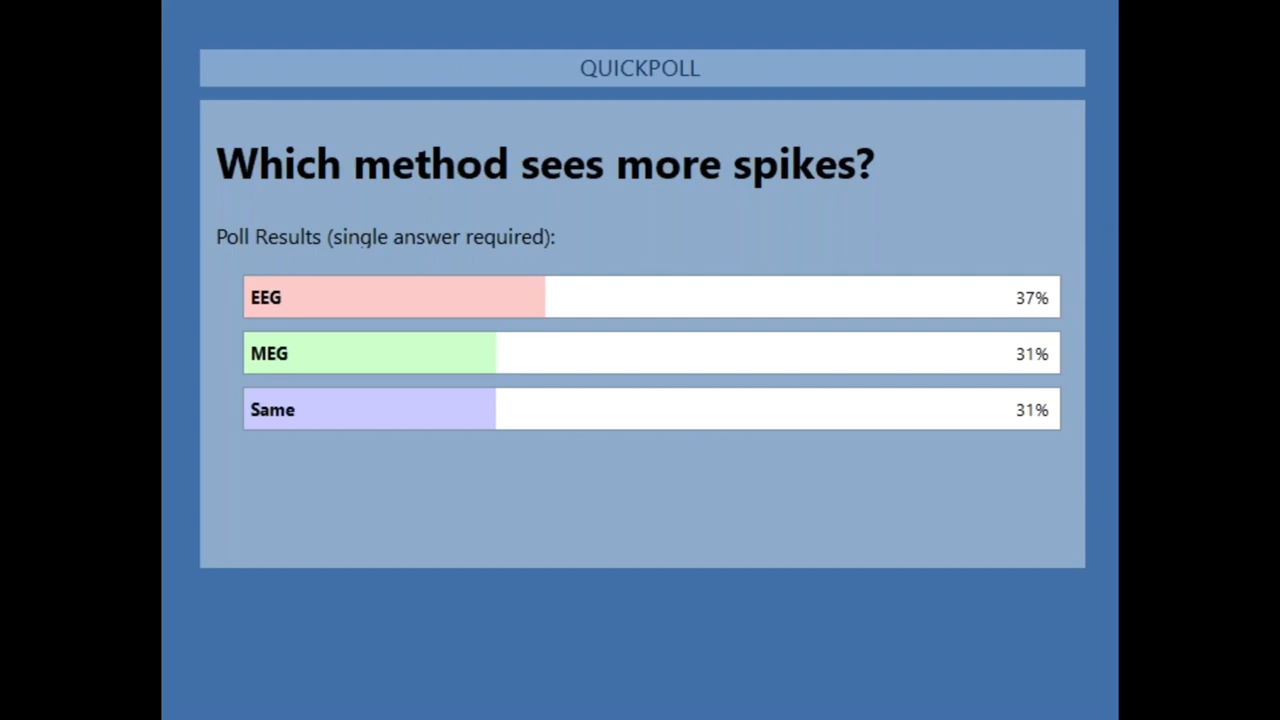 QUICKPOLL
Which method sees more spikes?
Poll Results (single answer required):
EEG 37%
MEG 31%
Same 31%